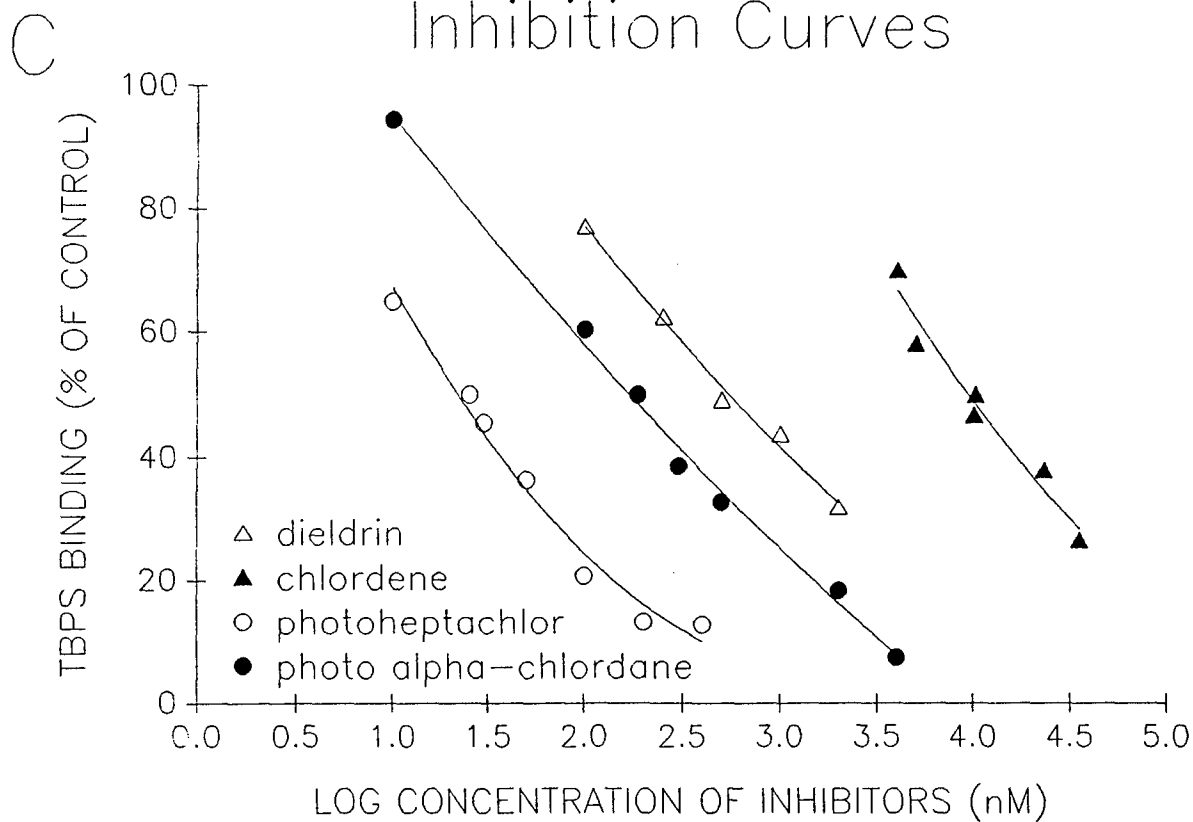 C
Inhibition Curves
TBPS BINDING (% OF CONTROL)
100
80
60
40
20
0
△ dieldrin
▲ chlordene
○ photoheptachlor
● photo alpha-chlordane
0.0 0.5 1.0 1.5 2.0 2.5 3.0 3.5 4.0 4.5 5.0
LOG CONCENTRATION OF INHIBITORS (nM)